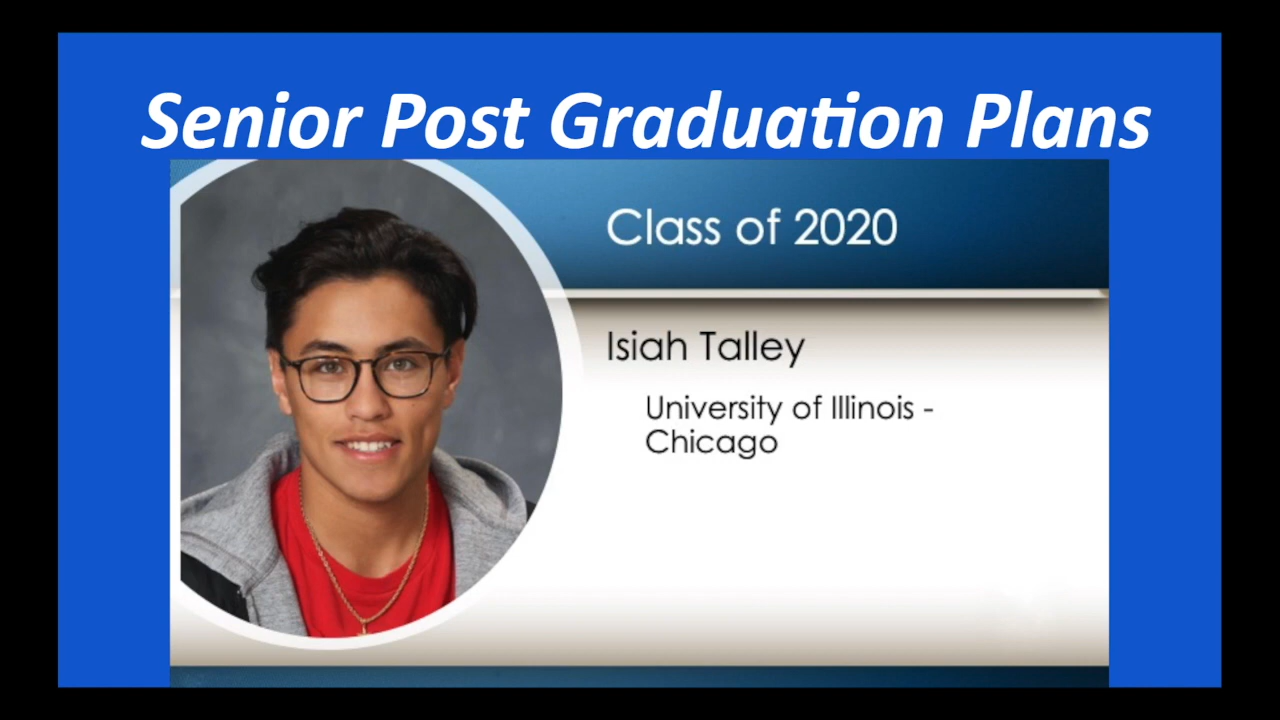 Senior Post Graduation Plans
Class of 2020
Isiah Talley
University of Illinois -
Chicago